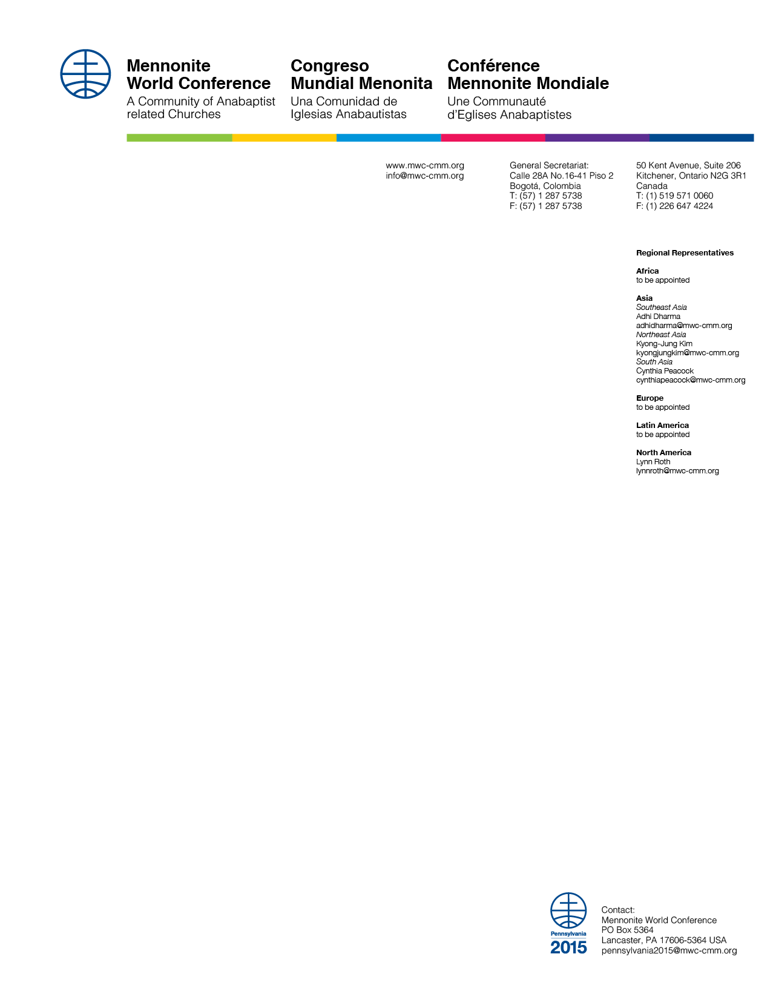 Mennonite
World Conference
A Community of Anabaptist
related Churches
Congreso
Mundial Menonita
Una Comunidad de
Iglesias Anabautistas
Conférence
Mennonite Mondiale
Une Communauté
d'Eglises Anabaptistes
www.mwc-cmm.org
info@mwc-cmm.org
General Secretariat:
Calle 28A No.16-41 Piso 2
Bogotá, Colombia
T: (57) 1 287 5738
F: (57) 1 287 5738
50 Kent Avenue, Suite 206
Kitchener, Ontario N2G 3R1
Canada
T: (1) 519 571 0060
F: (1) 226 647 4224
Regional Representatives
Africa
to be appointed
Asia
Southeast Asia
Adhi Dharma
adhidharma@mwc-cmm.org
Northeast Asia
Kyong-Jung Kim
kyongjungkim@mwc-cmm.org
South Asia
Cynthia Peacock
cynthiapeacock@mwc-cmm.org
Europe
to be appointed
Latin America
to be appointed
North America
Lynn Roth
lynnroth@mwc-cmm.org
Pennsylvania
2015
Contact:
Mennonite World Conference
PO Box 5364
Lancaster, PA 17606-5364 USA
pennsylvania2015@mwc-cmm.org